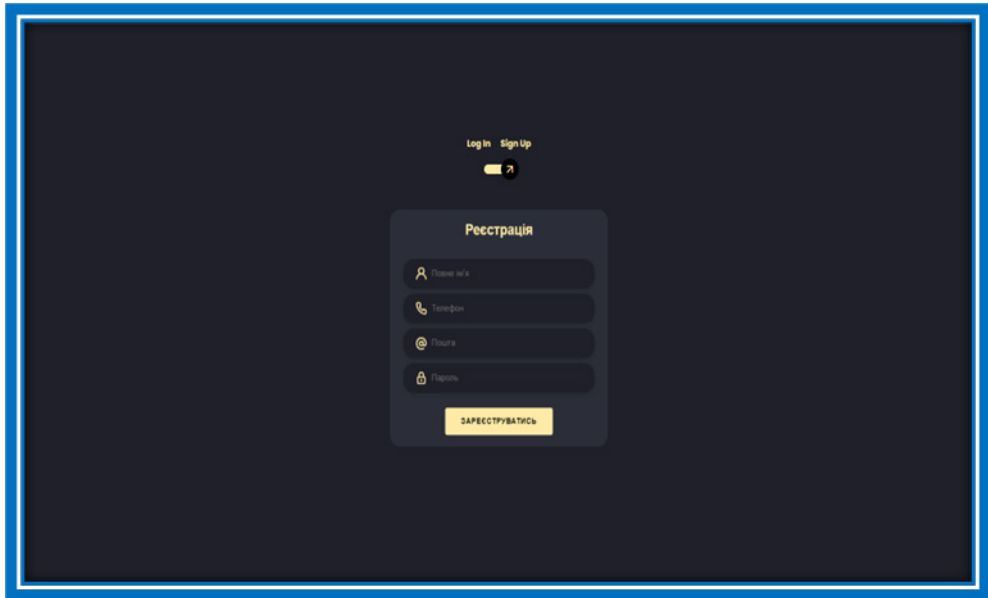 Log In Sign Up
Реєстрація
Повне ім'я
Телефон
Пошта
Пароль
ЗАРЕЄСТРУВАТИСЬ